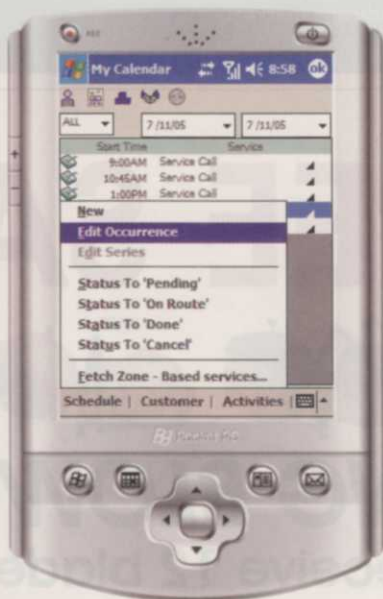 My Calendar 8:58 ok
ALL 7 /11/05 7 /11/05
Start Time Service
9:00AM Service Call
10:45AM Service Call
1:00PM Service Call
New
Edit Occurrence
Edit Series
Status To 'Pending'
Status To 'On Route'
Status To 'Done'
Status To 'Cancel'
Fetch Zone - Based services...
Schedule | Customer | Activities |
Pocket PC